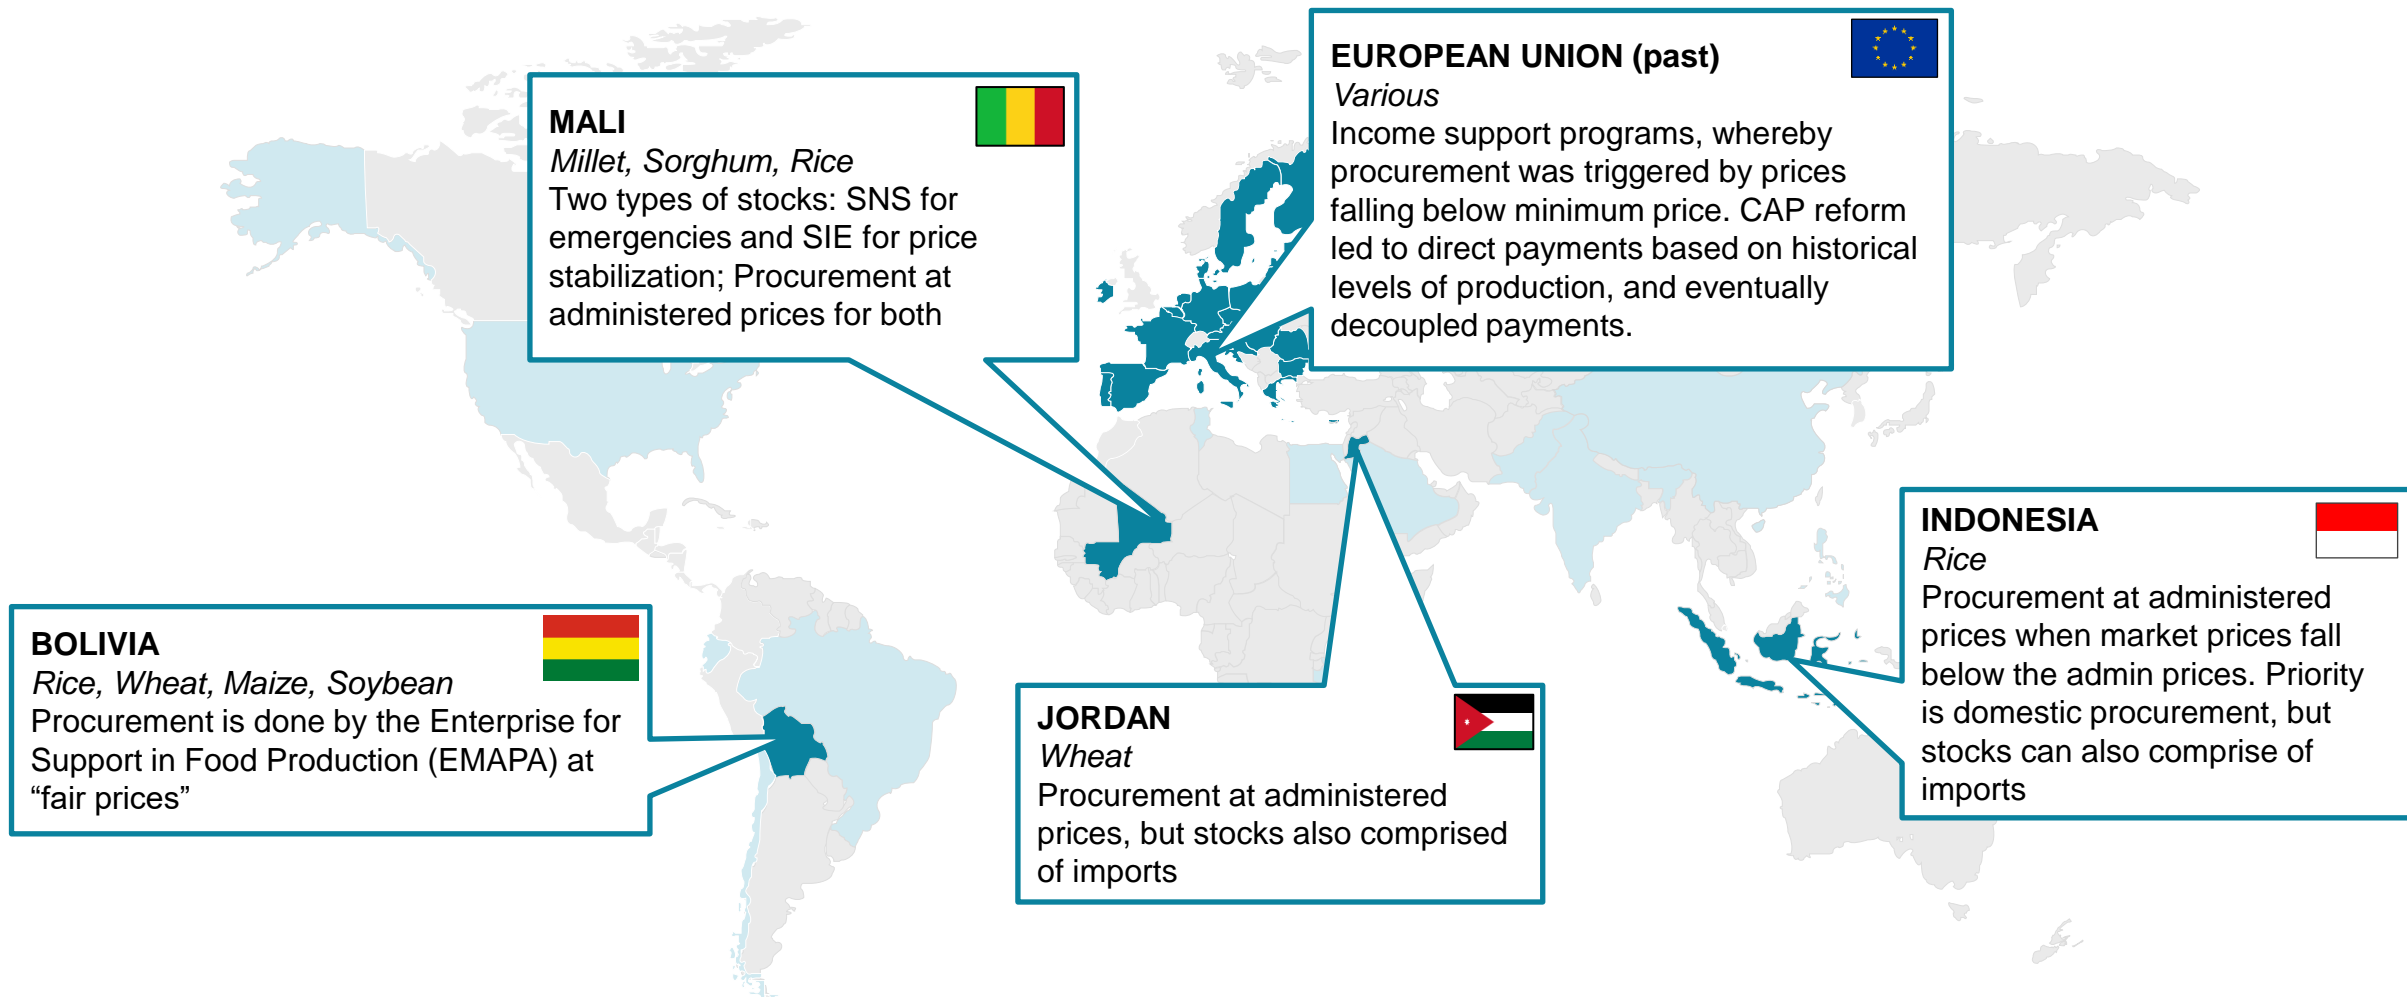 MALI
Millet, Sorghum, Rice
Two types of stocks: SNS for
emergencies and SIE for price
stabilization; Procurement at
administered prices for both
EUROPEAN UNION (past)
Various
Income support programs, whereby
procurement was triggered by prices
falling below minimum price. CAP reform
led to direct payments based on historical
levels of production, and eventually
decoupled payments.
BOLIVIA
Rice, Wheat, Maize, Soybean
Procurement is done by the Enterprise for
Support in Food Production (EMAPA) at
“fair prices”
JORDAN
Wheat
Procurement at administered
prices, but stocks also comprised
of imports
INDONESIA
Rice
Procurement at administered
prices when market prices fall
below the admin prices. Priority
is domestic procurement, but
stocks can also comprise of
imports